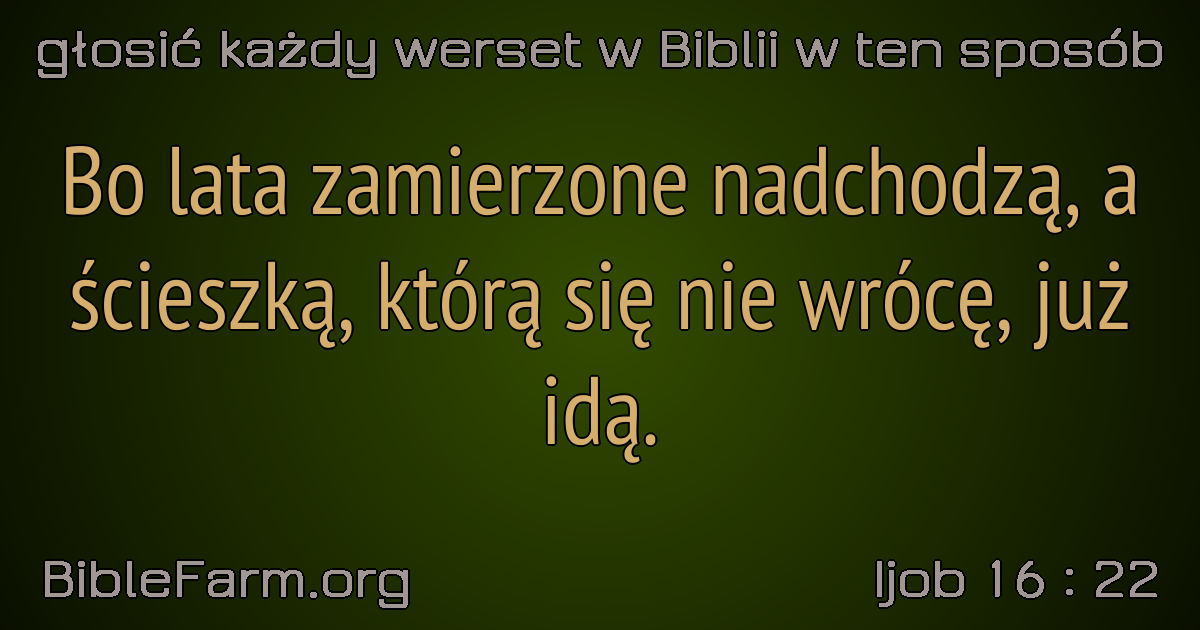 głosić każdy werset w Biblii w ten sposób
Bo lata zamierzone nadchodzą, a
ścieszką, którą się nie wrócę, już
idą.
BibleFarm.org
Ijob 16 : 22